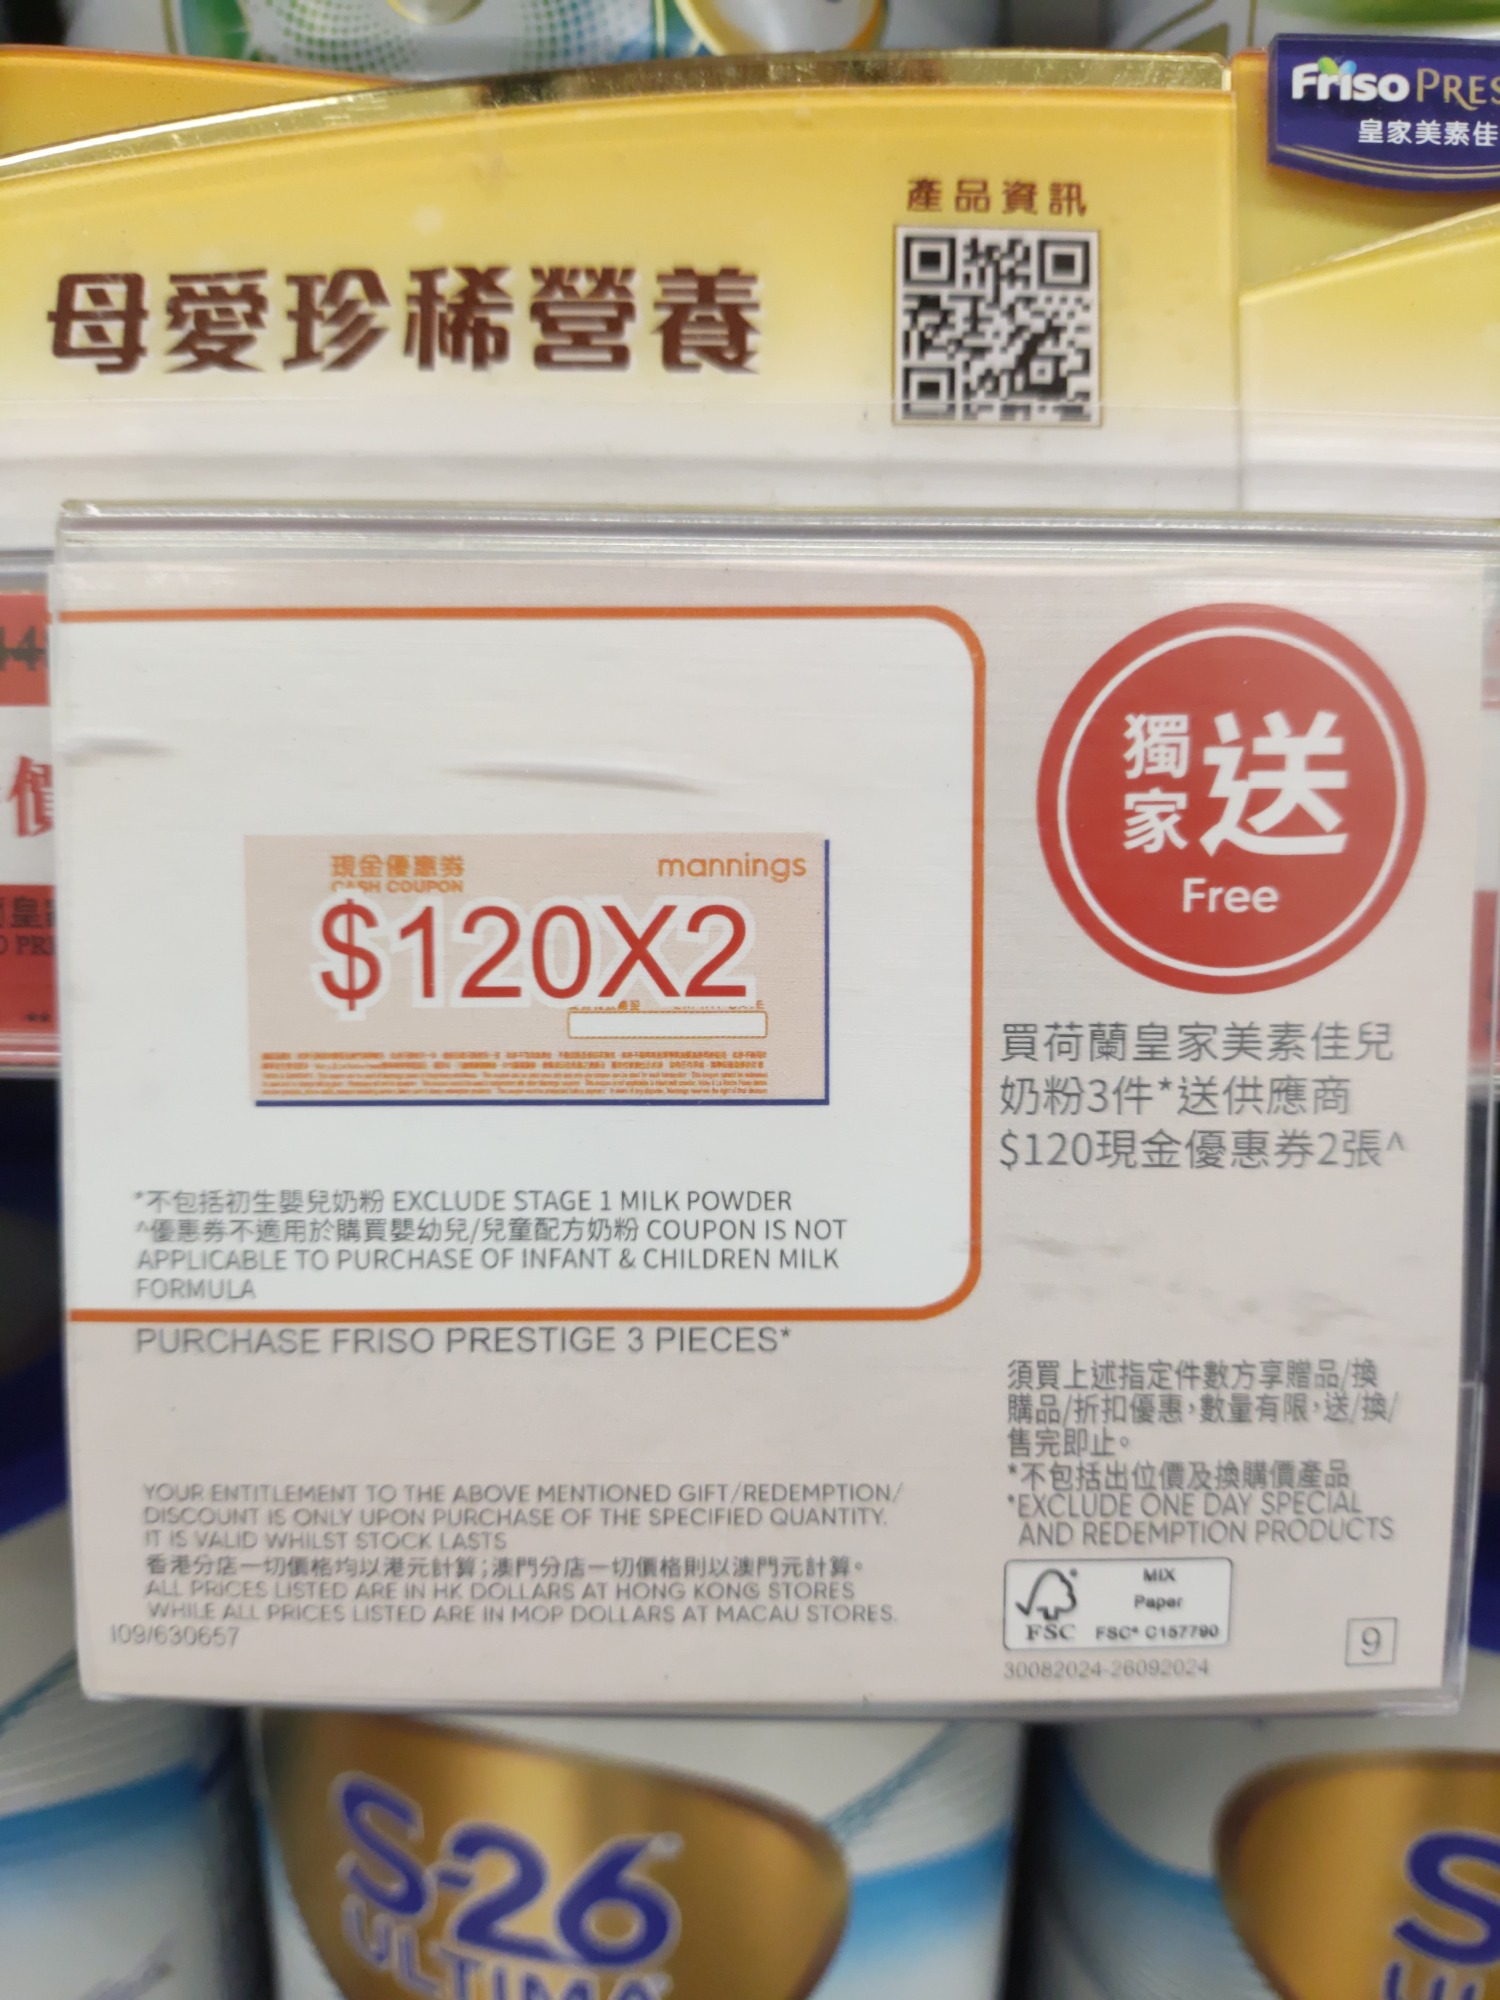 Friso PRES
皇家美素佳
產品資訊
母愛珍稀營養
獨家送
Free
現金優惠券
mannings
CASH COUPON
$120X2
買荷蘭皇家美素佳兒
奶粉3件*送供應商
$120現金優惠券2張^
*不包括初生嬰兒奶粉 EXCLUDE STAGE 1 MILK POWDER
^優惠券不適用於購買嬰幼兒/兒童配方奶粉 COUPON IS NOT
APPLICABLE TO PURCHASE OF INFANT & CHILDREN MILK
FORMULA
PURCHASE FRISO PRESTIGE 3 PIECES*
須買上述指定件數方享贈品/換
購品/折扣優惠，數量有限，送/換/
售完即止。
*不包括出位價及換購價產品
*EXCLUDE ONE DAY SPECIAL
AND REDEMPTION PRODUCTS
YOUR ENTITLEMENT TO THE ABOVE MENTIONED GIFT/REDEMPTION/
DISCOUNT IS ONLY UPON PURCHASE OF THE SPECIFIED QUANTITY.
IT IS VALID WHILST STOCK LASTS
香港分店一切價格均以港元計算；澳門分店一切價格則以澳門元計算。
ALL PRICES LISTED ARE IN HK DOLLARS AT HONG KONG STORES
WHILE ALL PRICES LISTED ARE IN MOP DOLLARS AT MACAU STORES.
I09/630657
MIX
Paper
FSC
FSC® C157790
30082024-26092024
9
S-26
ULTIMA
S